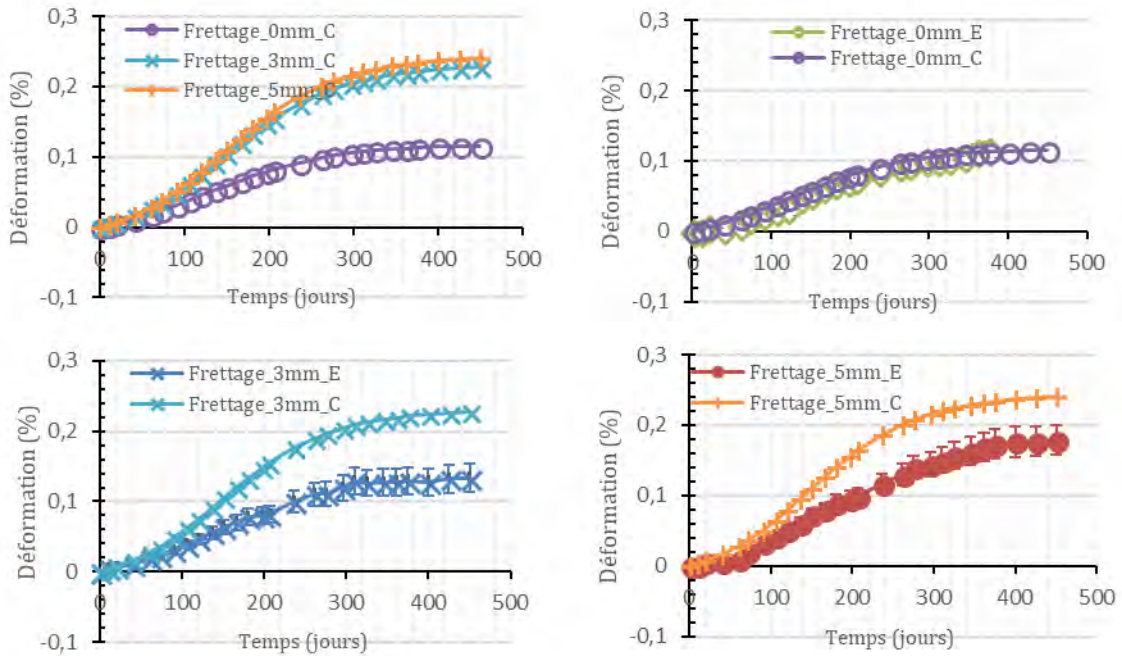 0,3
Frettage_0mm_C
Frettage_3mm_C
Frettage_5mm_
0,2
0,1
0
-0,1
Déformation (%)
0 100 200 300 400 500
Temps (jours)
0,3
Frettage_0mm_E
Frettage_0mm_C
0,2
0,1
0
-0,1
Déformation (%)
0 100 200 300 400 500
Temps (jours)
0,3
Frettage_3mm_E
Frettage_3mm_C
0,2
0,1
0
-0,1
Déformation (%)
0 100 200 300 400 500
Temps (jours)
0,3
Frettage_5mm_E
Frettage_5mm_C
0,2
0,1
0
-0,1
Déformation (%)
0 100 200 300 400 500
Temps (jours)